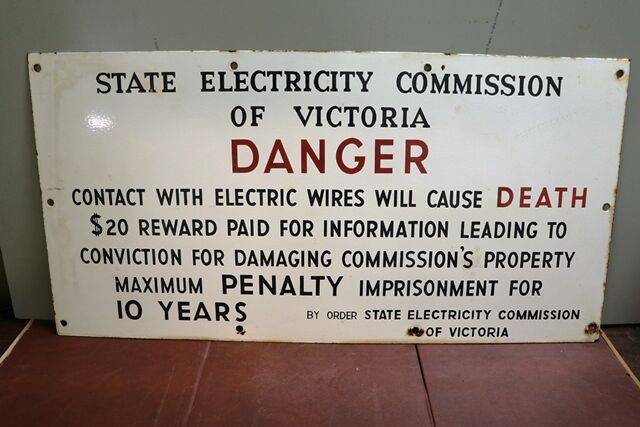 STATE ELECTRICITY COMMISSION
OF VICTORIA
DANGER
CONTACT WITH ELECTRIC WIRES WILL CAUSE DEATH
$20 REWARD PAID FOR INFORMATION LEADING TO
CONVICTION FOR DAMAGING COMMISSION'S PROPERTY
MAXIMUM PENALTY IMPRISONMENT FOR
10 YEARS
BY ORDER STATE ELECTRICITY COMMISSION
OF VICTORIA